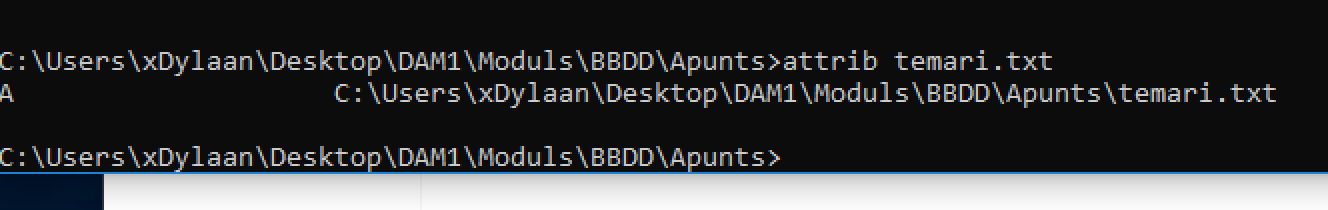 C:\Users\xDylaan\Desktop\DAM1\Moduls\BBDD\Apunts>attrib temari.txt
A                    C:\Users\xDylaan\Desktop\DAM1\Moduls\BBDD\Apunts\temari.txt
C:\Users\xDylaan\Desktop\DAM1\Moduls\BBDD\Apunts>